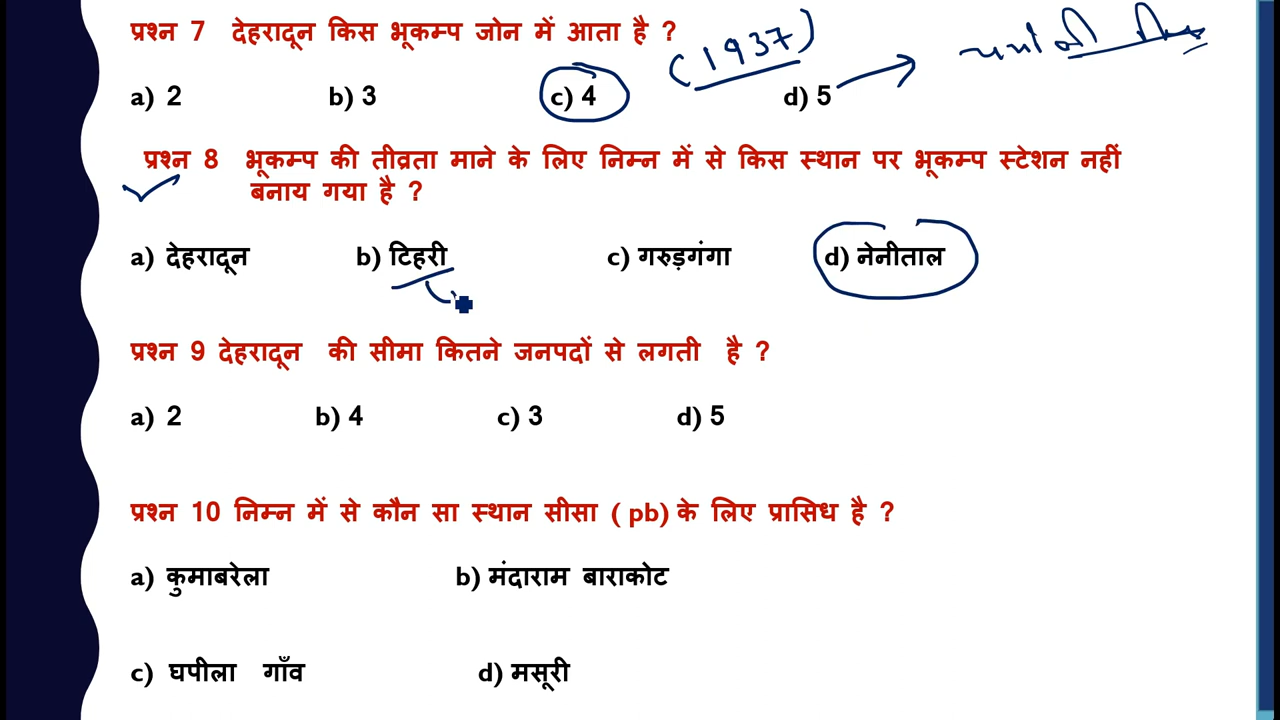 प्रश्न 7 देहरादून किस भूकम्प जोन में आता है ?
(1937)
a) 2 b) 3 c) 4 d) 5
प्रश्न 8 भूकम्प की तीव्रता माने के लिए निम्न में से किस स्थान पर भूकम्प स्टेशन नहीं
बनाय गया है ?
a) देहरादून b) टिहरी c) गरुड़गंगा d) नेनीताल
प्रश्न 9 देहरादून की सीमा कितने जनपदों से लगती है ?
a) 2 b) 4 c) 3 d) 5
प्रश्न 10 निम्न में से कौन सा स्थान सीसा ( pb) के लिए प्रासिध है ?
a) कुमाबरेला b) मंदाराम बाराकोट
c) घपीला गाँव d) मसूरी